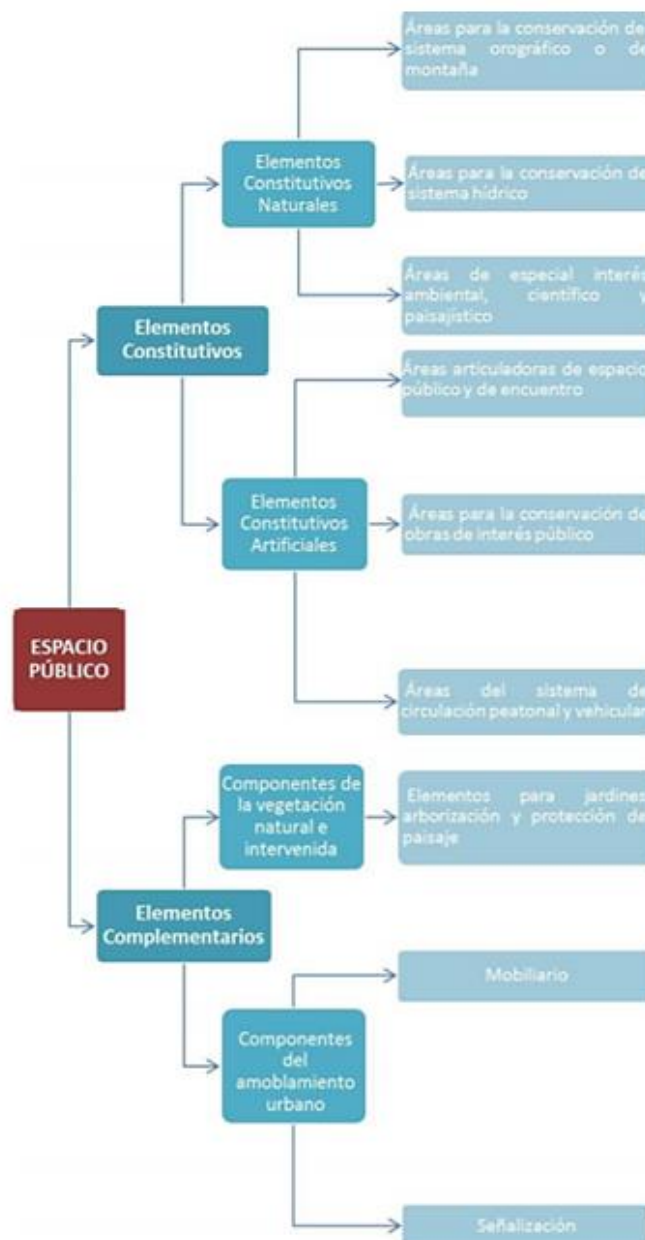 Áreas para la conservación de
sistema orográfico o de
montaña
Elementos
Constitutivos
Naturales
Áreas para la conservación de
sistema hídrico
Áreas de especial interés
ambiental, científico y
paisajístico
Elementos
Constitutivos
Áreas articuladoras de espacio
público y de encuentro
Elementos
Constitutivos
Artificiales
Áreas para la conservación de
obras de interés público
ESPACIO
PÚBLICO
Áreas del sistema de
circulación peatonal y vehicular
Componentes de
la vegetación
natural e
intervenida
Elementos para jardines
arborización y protección de
paisaje
Elementos
Complementarios
Mobiliario
Componentes
del
amoblamiento
urbano
Señalización